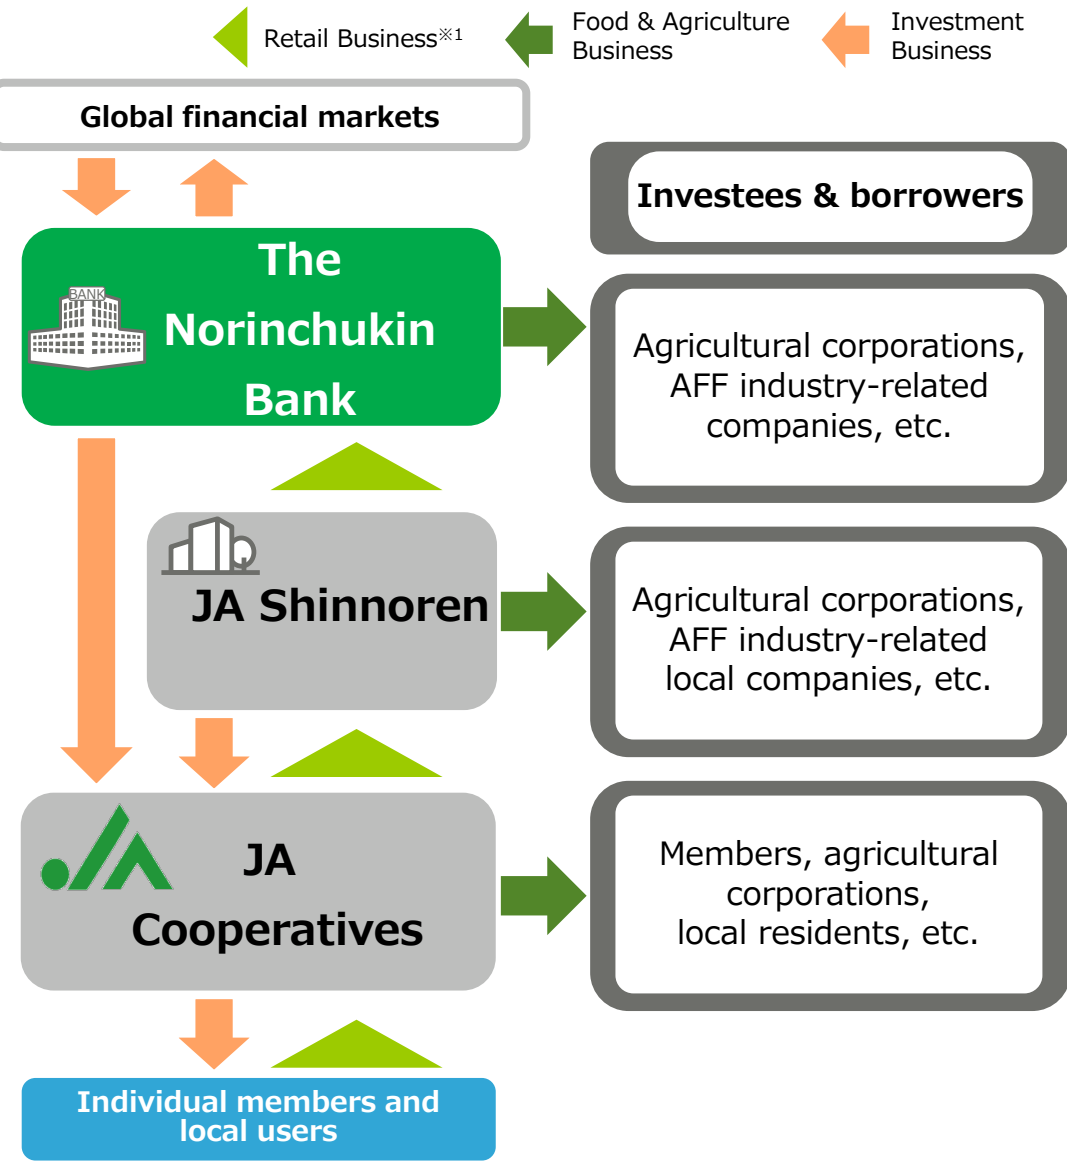 Retail Business※1
Food & Agriculture
Business
Investment
Business
Global financial markets
Investees & borrowers
The
Norinchukin
Bank
BANK
Agricultural corporations,
AFF industry-related
companies, etc.
JA Shinnoren
Agricultural corporations,
AFF industry-related
local companies, etc.
JA
JA
Cooperatives
Members, agricultural
corporations,
local residents, etc.
Individual members and
local users